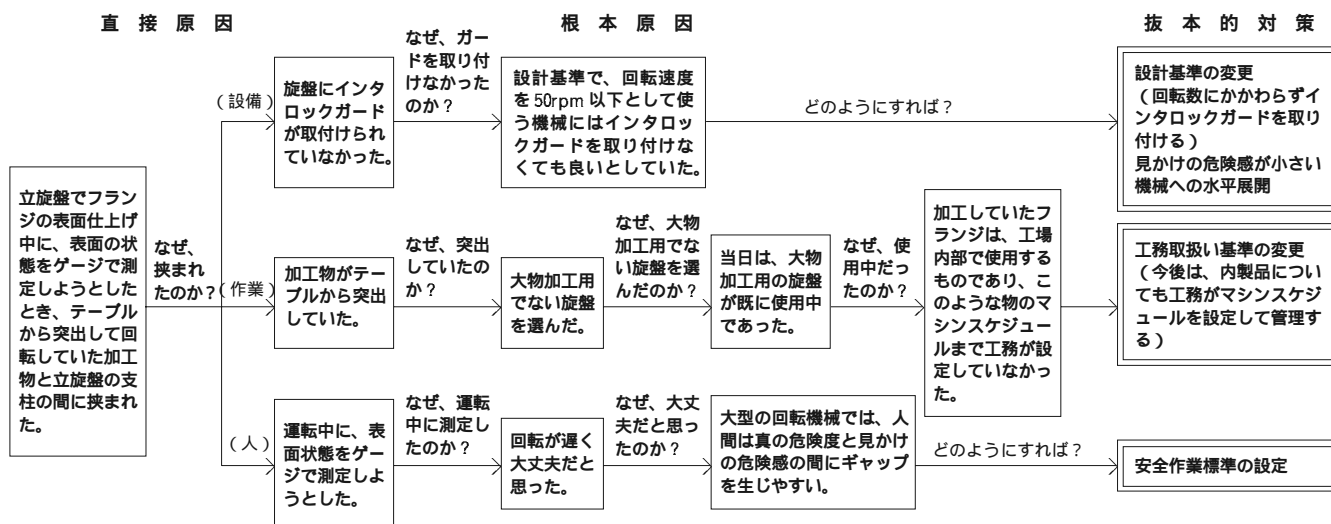 直接原因
根本原因
抜本的対策
立旋盤でフラン
ジの表面仕上げ
中に、表面の状
態をゲージで測
定しようとした
とき、テーブル
から突出して回
転していた加工
物と立旋盤の支
柱の間に挟まれ
た。
なぜ、
挟まれ
たのか?
(設備)
旋盤にインタ
ロックガード
が取付けられ
ていなかった。
なぜ、ガー
ドを取り付
けなかった
のか?
設計基準で、回転速度
を50rpm以下として使
う機械にはインタロッ
クガードを取り付けなく
ても良いとしていた。
どのようにすれば?
設計基準の変更
(回転数にかかわらずイ
ンタロックガードを取り
付ける)
見かけの危険感が小さい
機械への水平展開
(作業)
加工物がテー
ブルから突出
していた。
なぜ、突出
していたの
か?
大物加工用
でない旋盤
を選んだ。
なぜ、大物
加工用でな
い旋盤を選
んだのか?
当日は、大物
加工用の旋盤
が既に使用中
であった。
なぜ、使
用中だっ
たのか?
加工していたフ
ランジは、工場
内部で使用する
ものであり、こ
のような物のマ
シンスケジュー
ルまで工務が設
定していなかっ
た。
工務取扱い基準の変更
(今後は、内製品につい
ても工務がマシンスケジ
ュールを設定して管理す
る)
(人)
運転中に、表
面状態をゲー
ジで測定しよ
うとした。
なぜ、運転
中に測定し
たのか?
回転が遅く
大丈夫だと
思った。
なぜ、大丈
夫だと思っ
たのか?
大型の回転機械では、人
間は真の危険度と見かけ
の危険感の間にギャップ
を生じやすい。
どのようにすれば?
安全作業標準の設定